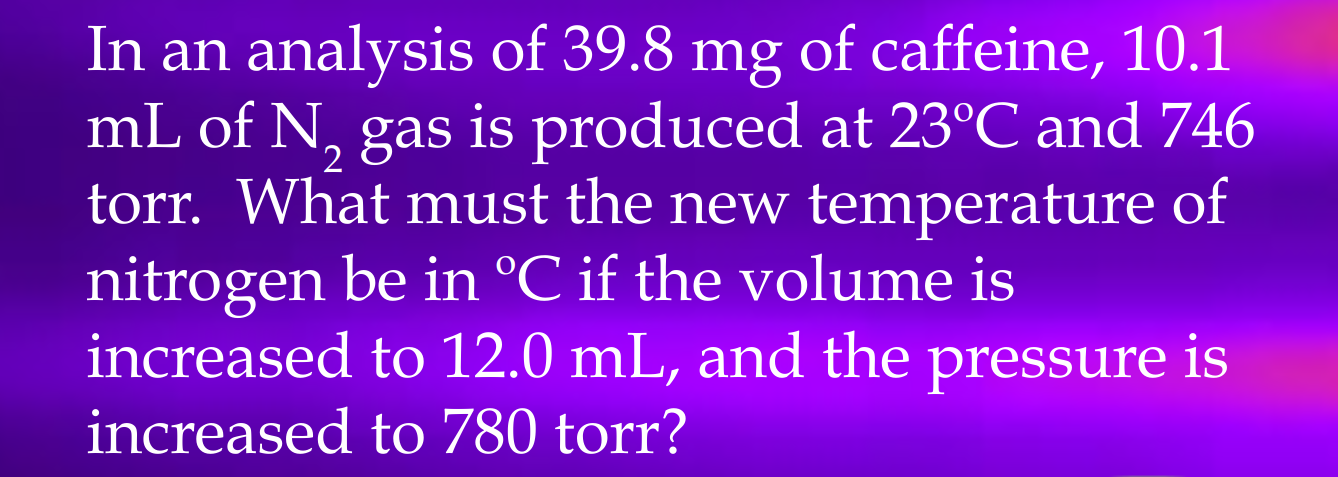 In an analysis of 39.8 mg of caffeine, 10.1
mL of N₂ gas is produced at 23ºC and 746
torr.  What must the new temperature of
nitrogen be in ºC if the volume is
increased to 12.0 mL, and the pressure is
increased to 780 torr?